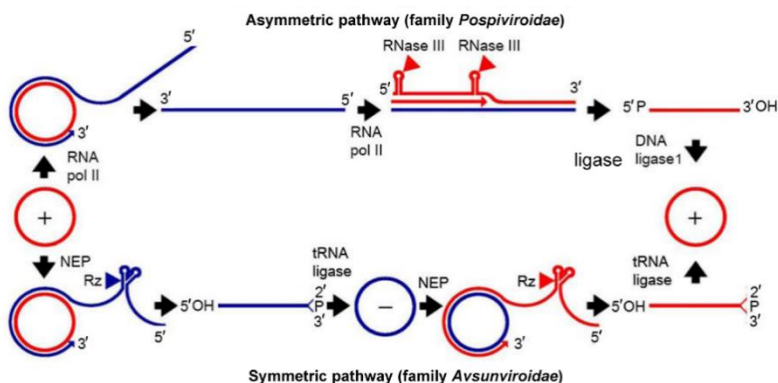 Asymmetric pathway (family Pospiviroidae)
5′
RNase III
RNase III
3′
3′
5′
5′
3′
5′P
3′OH
RNA
pol II
RNA
pol II
ligase
DNA
ligase1
+
+
NEP
Rz
5′
3′
5′OH
2′
P
3′
tRNA
ligase
−
NEP
Rz
3′
5′
5′OH
2′
P
3′
tRNA
ligase
Symmetric pathway (family Avsunviroidae)